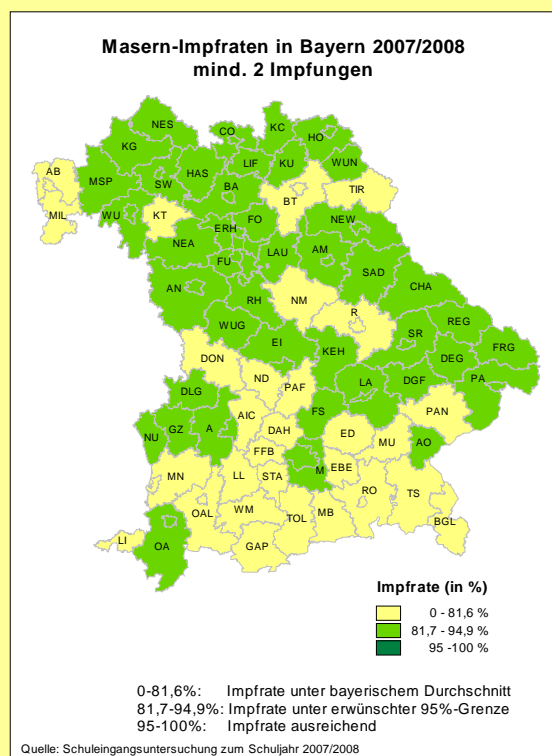 Masern-Impfraten in Bayern 2007/2008
mind. 2 Impfungen
NES
CO
KC
HO
KG
LIF
KU
WUN
AB
MSP
SW
HAS
BA
BT
TIR
MIL
WU
KT
ERH
FO
NEW
NEA
LAU
AM
FU
SAD
AN
RH
NM
CHA
R
WUG
SR
REG
EI
KEH
FRG
DEG
DON
ND
PAF
LA
DGF
PA
DLG
AIC
FS
PAN
NU
GZ
A
DAH
ED
MU
AO
FFB
M
EBE
MN
LL
STA
RO
TS
OAL
WM
TOL
MB
BGL
LI
OA
GAP
Impfrate (in %)
0 - 81,6 %
81,7 - 94,9 %
95 -100 %
0-81,6%: Impfrate unter bayerischem Durchschnitt
81,7-94,9%: Impfrate unter erwünschter 95%-Grenze
95-100%: Impfrate ausreichend
Quelle: Schuleingangsuntersuchung zum Schuljahr 2007/2008